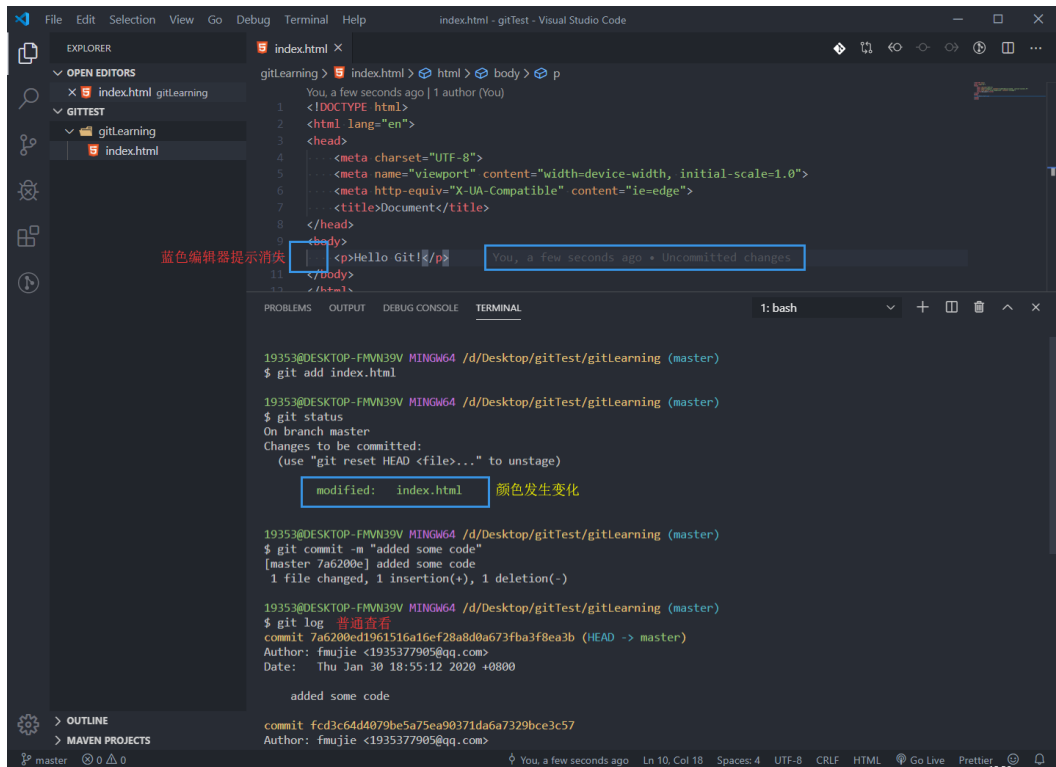 File Edit Selection View Go Debug Terminal Help index.html - gitTest - Visual Studio Code
EXPLORER
OPEN EDITORS
index.html gitLearning
GITTEST
gitLearning
index.html
index.html
gitLearning > index.html > html > body > p
You, a few seconds ago | 1 author (You)
1 <!DOCTYPE html>
2 <html lang="en">
3 <head>
4 <meta charset="UTF-8">
5 <meta name="viewport" content="width=device-width, initial-scale=1.0">
6 <meta http-equiv="X-UA-Compatible" content="ie=edge">
7 <title>Document</title>
8 </head>
9 <body>
蓝色编辑器提示消失 <p>Hello Git!</p> You, a few seconds ago • Uncommitted changes
11 </body>
12 </html>
PROBLEMS OUTPUT DEBUG CONSOLE TERMINAL 1: bash
19353@DESKTOP-FMVN39V MINGW64 /d/Desktop/gitTest/gitLearning (master)
$ git add index.html
19353@DESKTOP-FMVN39V MINGW64 /d/Desktop/gitTest/gitLearning (master)
$ git status
On branch master
Changes to be committed:
(use "git reset HEAD <file>..." to unstage)
modified: index.html 颜色发生变化
19353@DESKTOP-FMVN39V MINGW64 /d/Desktop/gitTest/gitLearning (master)
$ git commit -m "added some code"
[master 7a6200e] added some code
1 file changed, 1 insertion(+), 1 deletion(-)
19353@DESKTOP-FMVN39V MINGW64 /d/Desktop/gitTest/gitLearning (master)
$ git log 普通查看
commit 7a6200ed1961516a16ef28a8d0a673fba3f8ea3b (HEAD -> master)
Author: fmujie <1935377905@qq.com>
Date: Thu Jan 30 18:55:12 2020 +0800
added some code
commit fcd3c64d4079be5a75ea90371da6a7329bce3c57
Author: fmujie <1935377905@qq.com>
OUTLINE
MAVEN PROJECTS
master 0 0 You, a few seconds ago Ln 10, Col 18 Spaces: 4 UTF-8 CRLF HTML Go Live Prettier